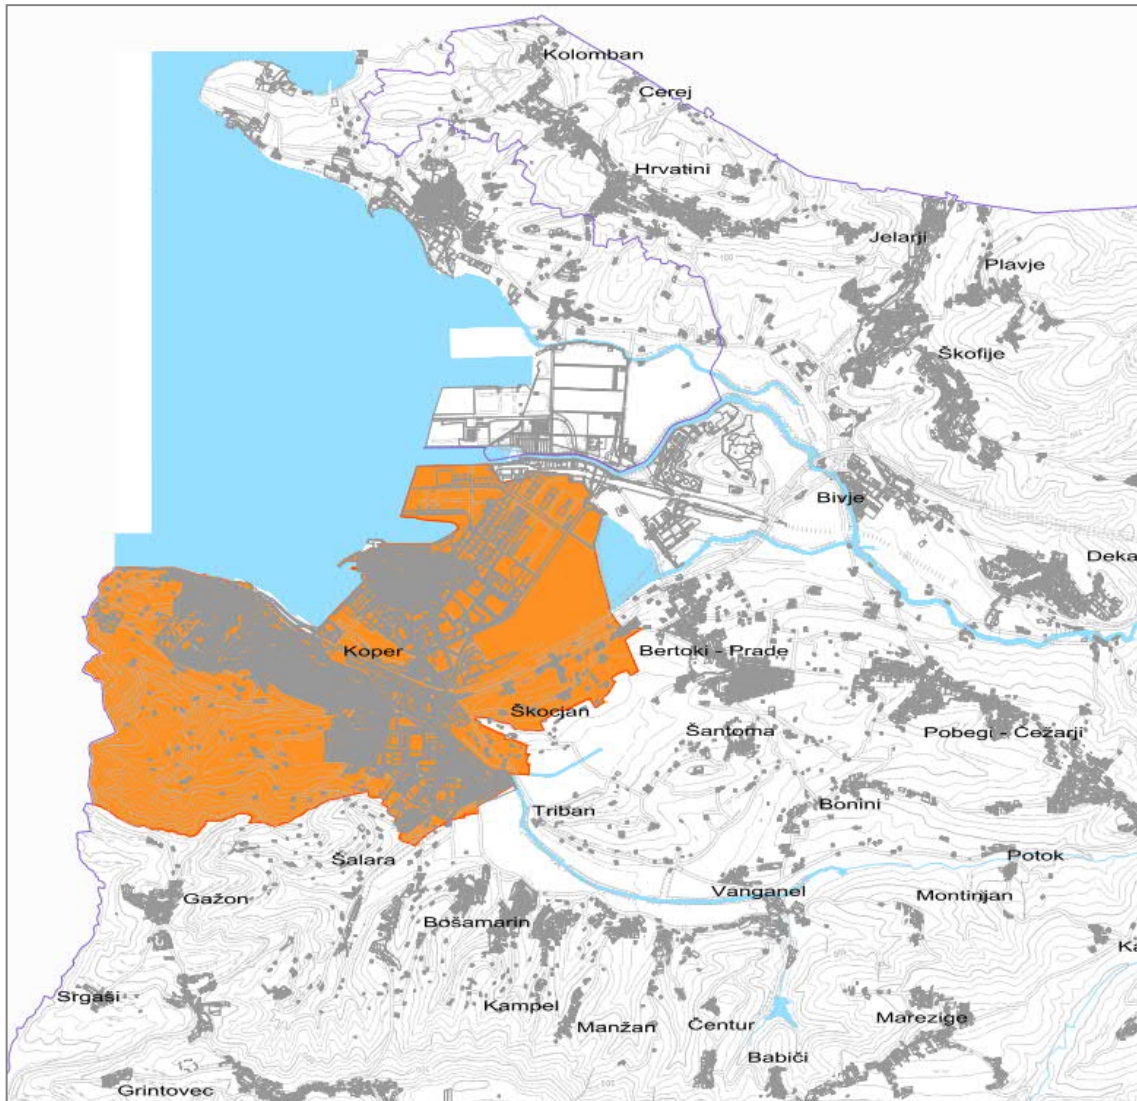 Kolomban
Cerej
Hrvatini
Jelarji
Plavje
Škofije
Bivje
Deka
Koper
Bertoki - Prade
Škocjan
Šantoma
Pobegi - Čežarji
Triban
Bonini
Šalara
Potok
Gažon
Vanganel
Montinjan
Bošamarin
Ka
Srgaši
Kampel
Manžan
Čentur
Marezige
Babiči
Grintovec